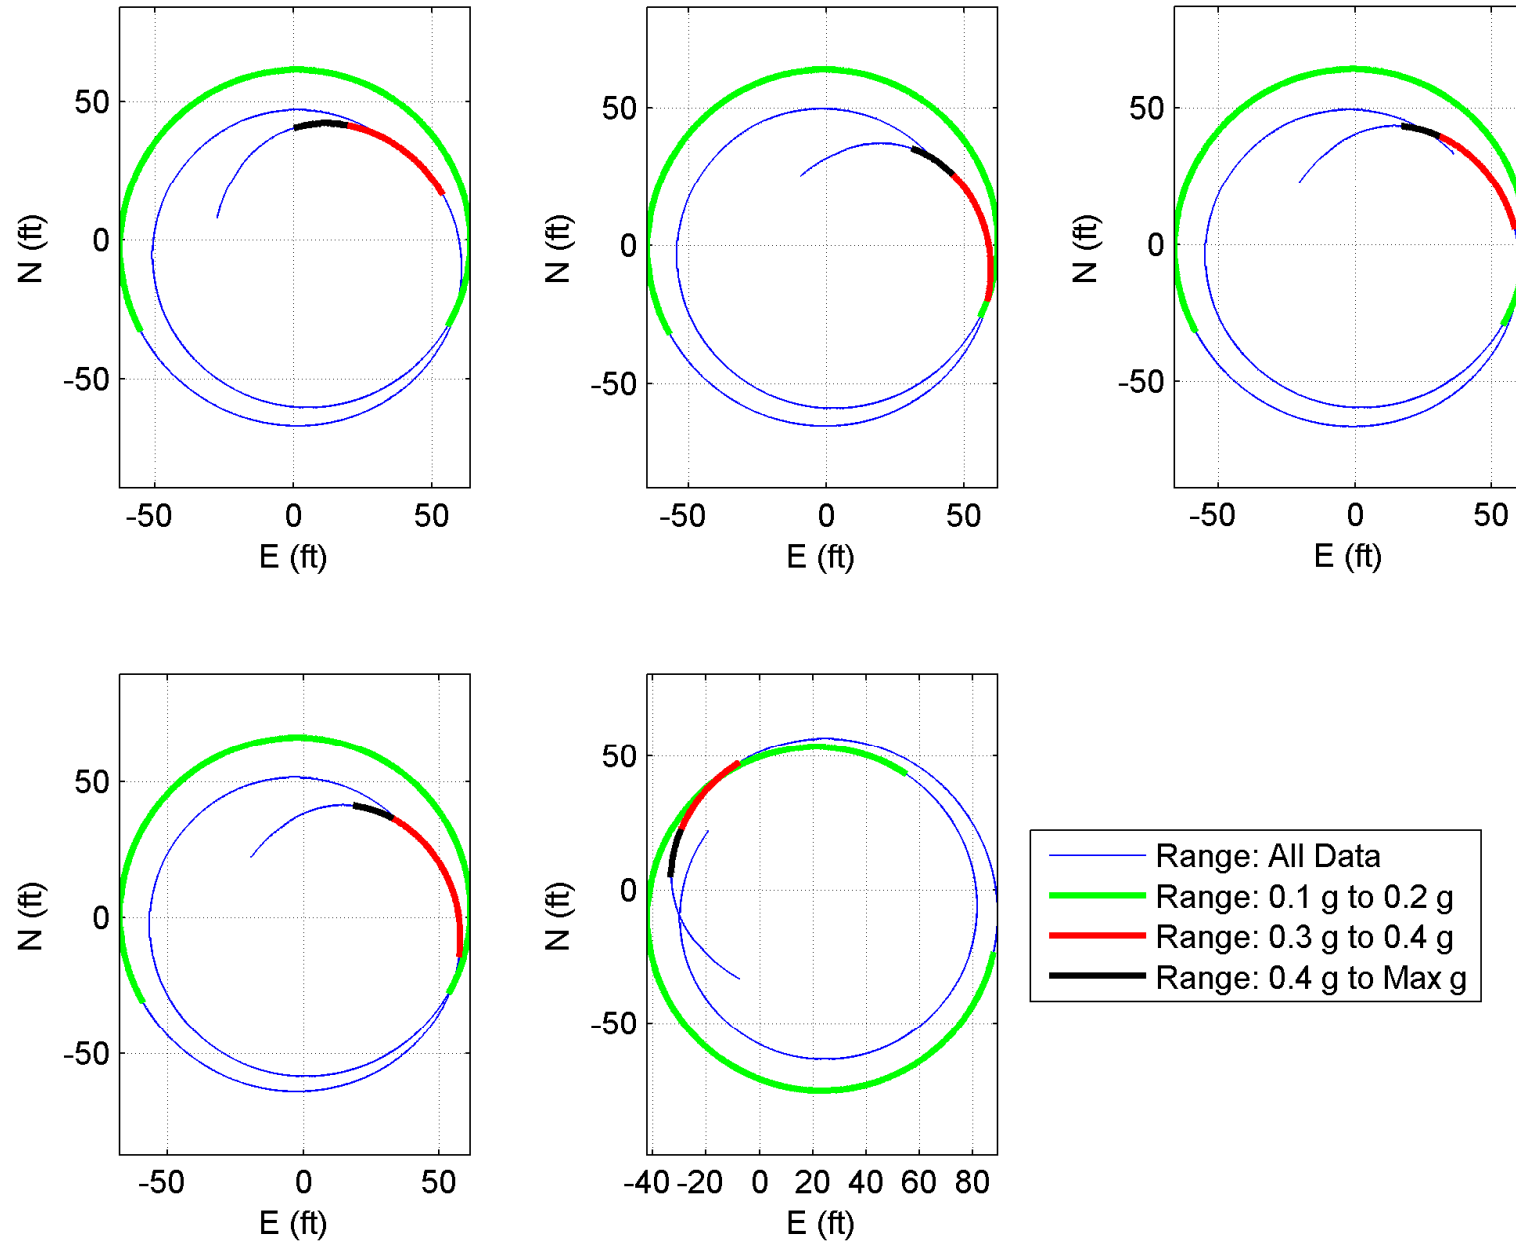 50
0
-50
N (ft)
-50 0 50
E (ft)
50
0
-50
N (ft)
-50 0 50
E (ft)
50
0
-50
N (ft)
-50 0 50
E (ft)
50
0
-50
N (ft)
-50 0 50
E (ft)
50
0
-50
N (ft)
-40 -20 0 20 40 60 80
E (ft)
Range: All Data
Range: 0.1 g to 0.2 g
Range: 0.3 g to 0.4 g
Range: 0.4 g to Max g